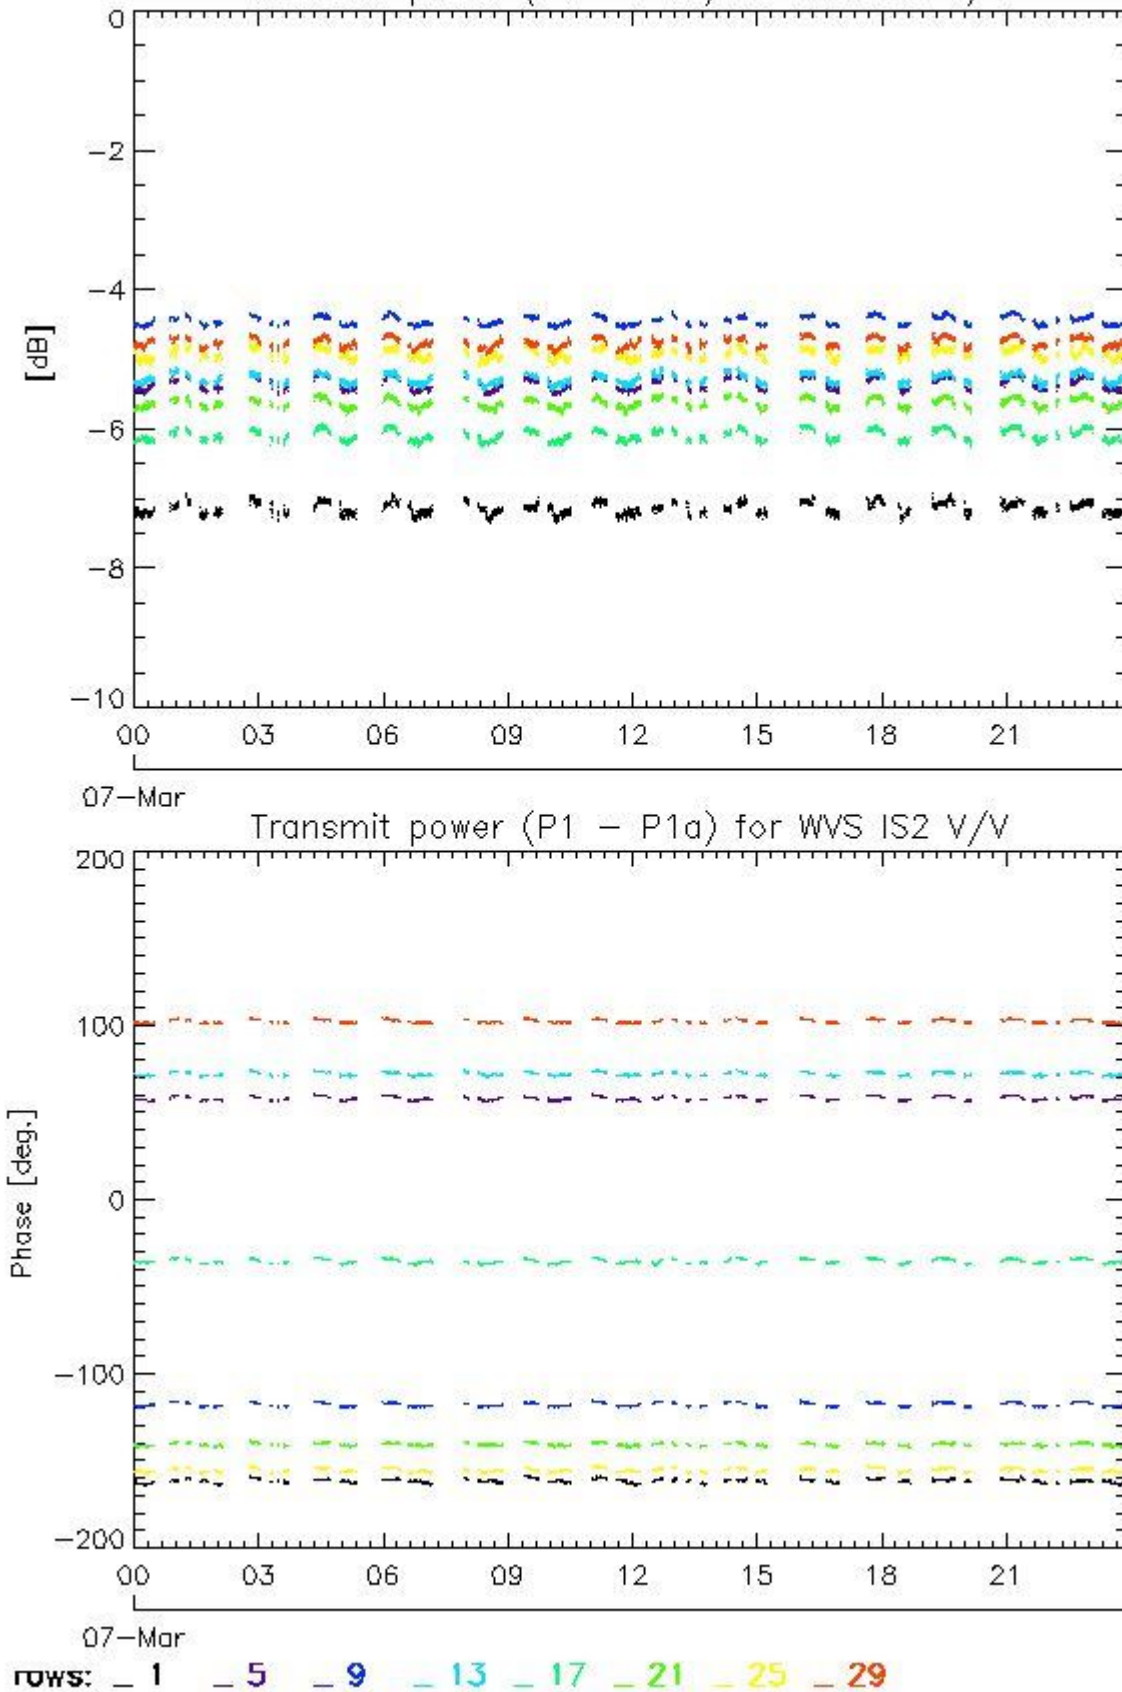 0
-2
-4
[dB]
-6
-8
-10
00 03 06 09 12 15 18 21
07-Mar
Transmit power (P1 - P1a) for WVS IS2 V/V
200
100
0
Phase [deg.]
-100
-200
00 03 06 09 12 15 18 21
07-Mar
rows: _ 1 _ 5 _ 9 _ 13 _ 17 _ 21 _ 25 _ 29